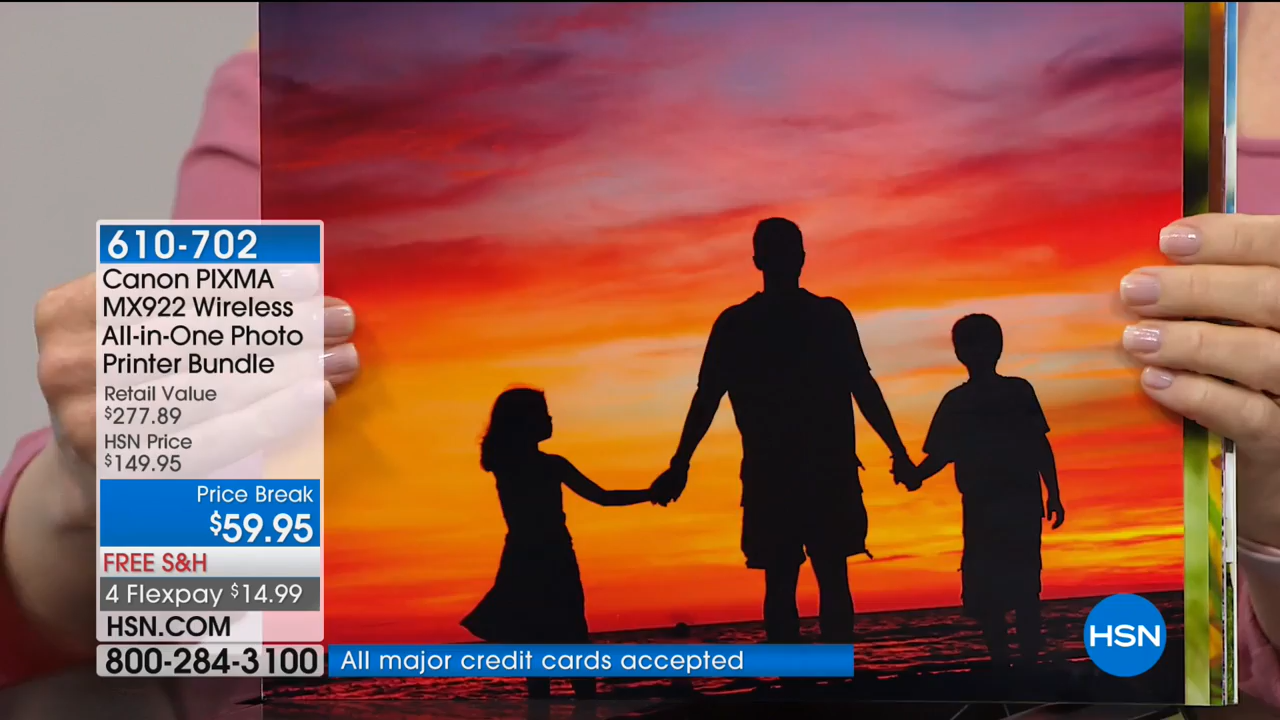 610-702
Canon PIXMA
MX922 Wireless
All-in-One Photo
Printer Bundle
Retail Value
$277.89
HSN Price
$149.95
Price Break
$59.95
FREE S&H
4 Flexpay $14.99
HSN.COM
800-284-3100
All major credit cards accepted
HSN